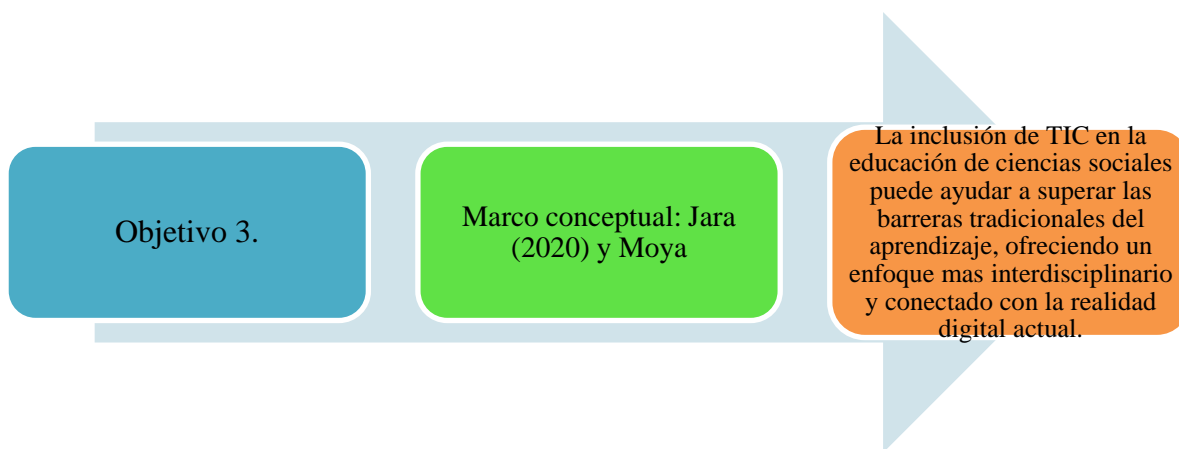 Objetivo 3.
Marco conceptual: Jara
(2020) y Moya
La inclusión de TIC en la
educación de ciencias sociales
puede ayudar a superar las
barreras tradicionales del
aprendizaje, ofreciendo un
enfoque mas interdisciplinario
y conectado con la realidad
digital actual.